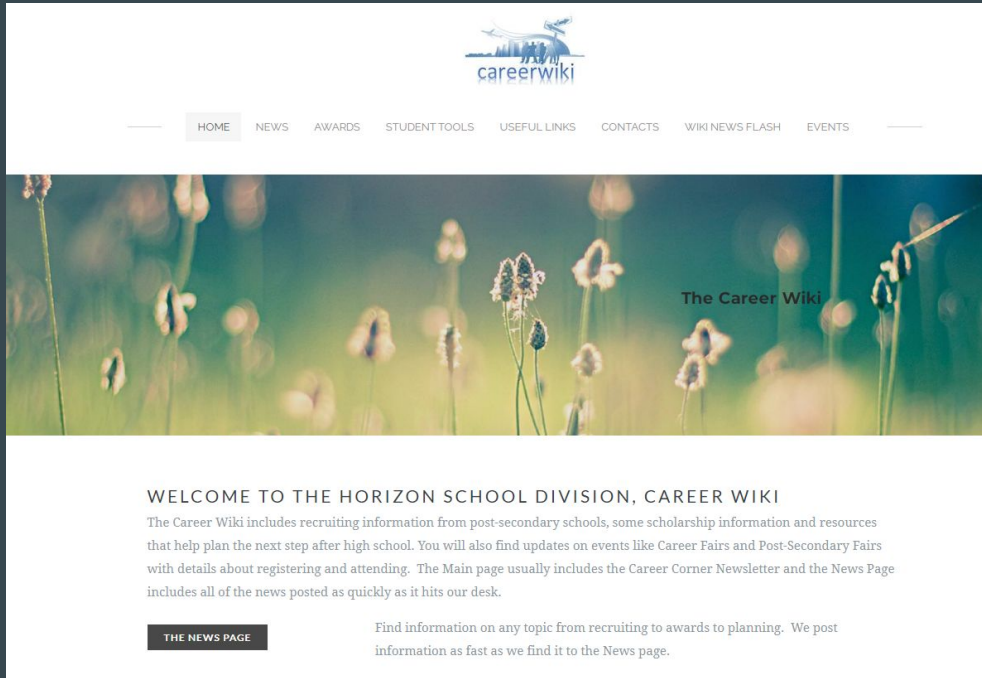 careerwiki
HOME NEWS AWARDS STUDENT TOOLS USEFUL LINKS CONTACTS WIKI NEWS FLASH EVENTS
The Career Wiki
WELCOME TO THE HORIZON SCHOOL DIVISION, CAREER WIKI
The Career Wiki includes recruiting information from post-secondary schools, some scholarship information and resources
that help plan the next step after high school. You will also find updates on events like Career Fairs and Post-Secondary Fairs
with details about registering and attending. The Main page usually includes the Career Corner Newsletter and the News Page
includes all of the news posted as quickly as it hits our desk.
THE NEWS PAGE
Find information on any topic from recruiting to awards to planning. We post
information as fast as we find it to the News page.